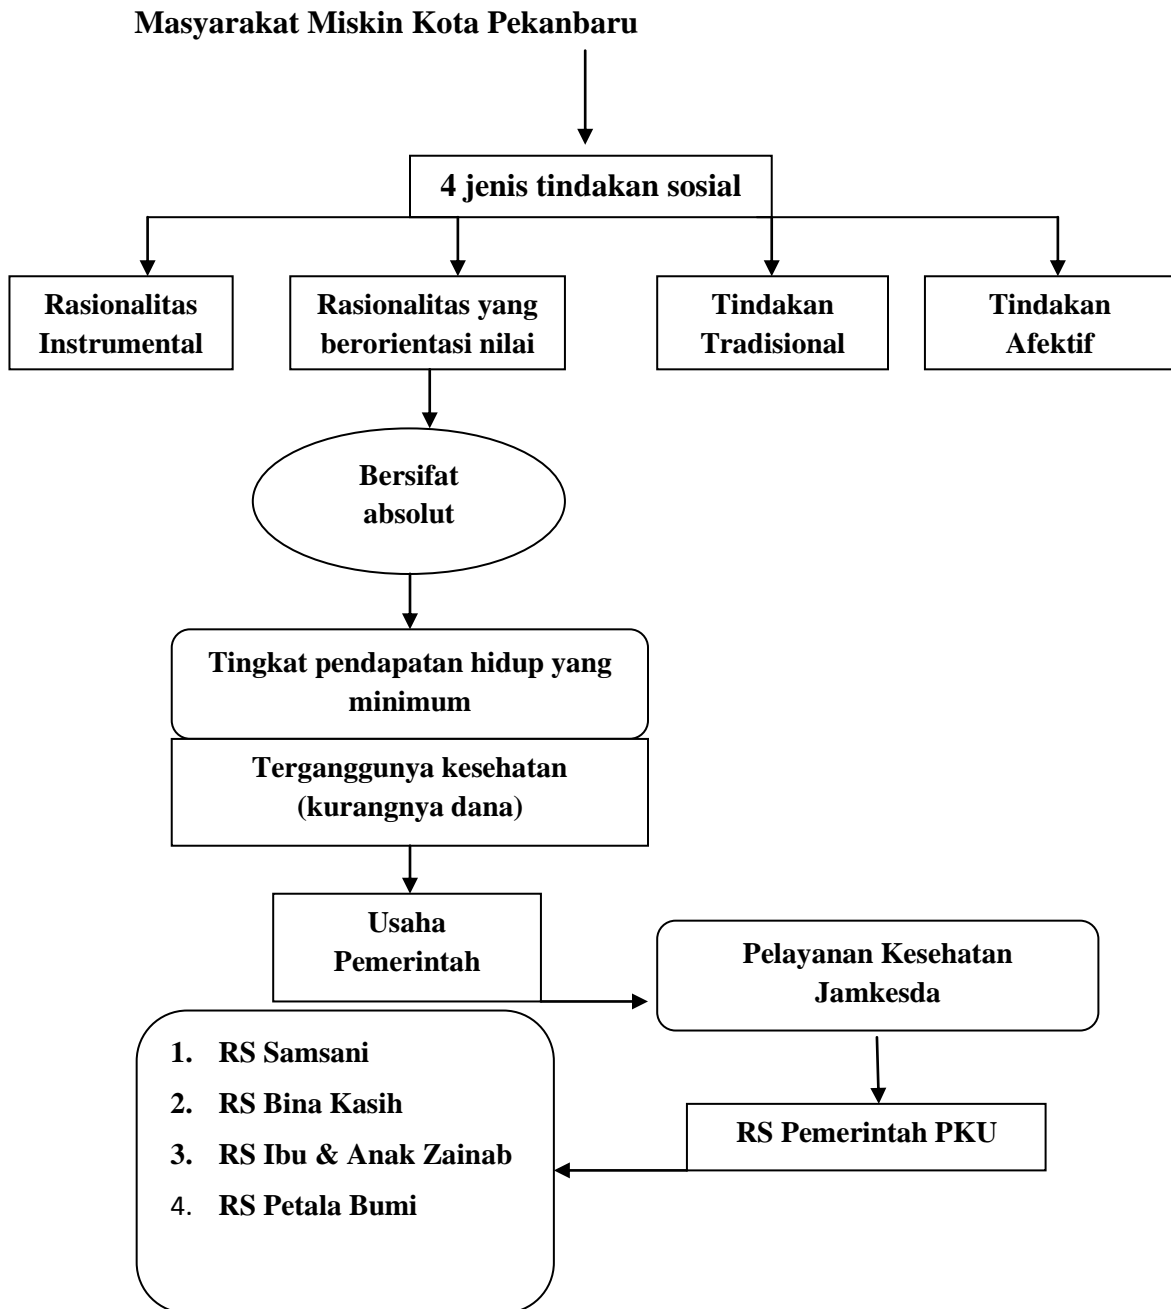 Masyarakat Miskin Kota Pekanbaru
4 jenis tindakan sosial
Rasionalitas
Instrumental
Rasionalitas yang
berorientasi nilai
Tindakan
Tradisional
Tindakan
Afektif
Bersifat
absolut
Tingkat pendapatan hidup yang
minimum
Terganggunya kesehatan
(kurangnya dana)
Usaha
Pemerintah
Pelayanan Kesehatan
Jamkesda
RS Pemerintah PKU
1. RS Samsani
2. RS Bina Kasih
3. RS Ibu & Anak Zainab
4. RS Petala Bumi